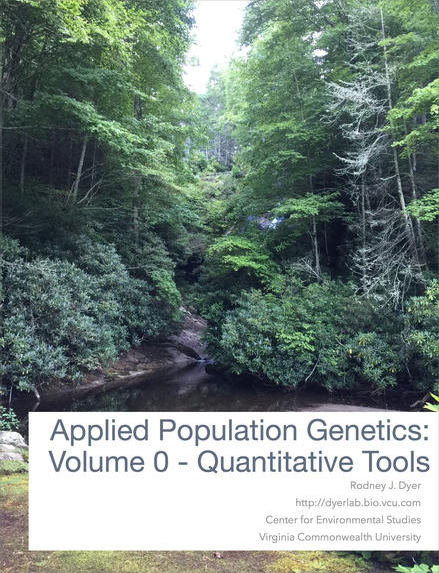 Applied Population Genetics:
Volume 0 - Quantitative Tools
Rodney J. Dyer
http://dyerlab.bio.vcu.com
Center for Environmental Studies
Virginia Commonwealth University